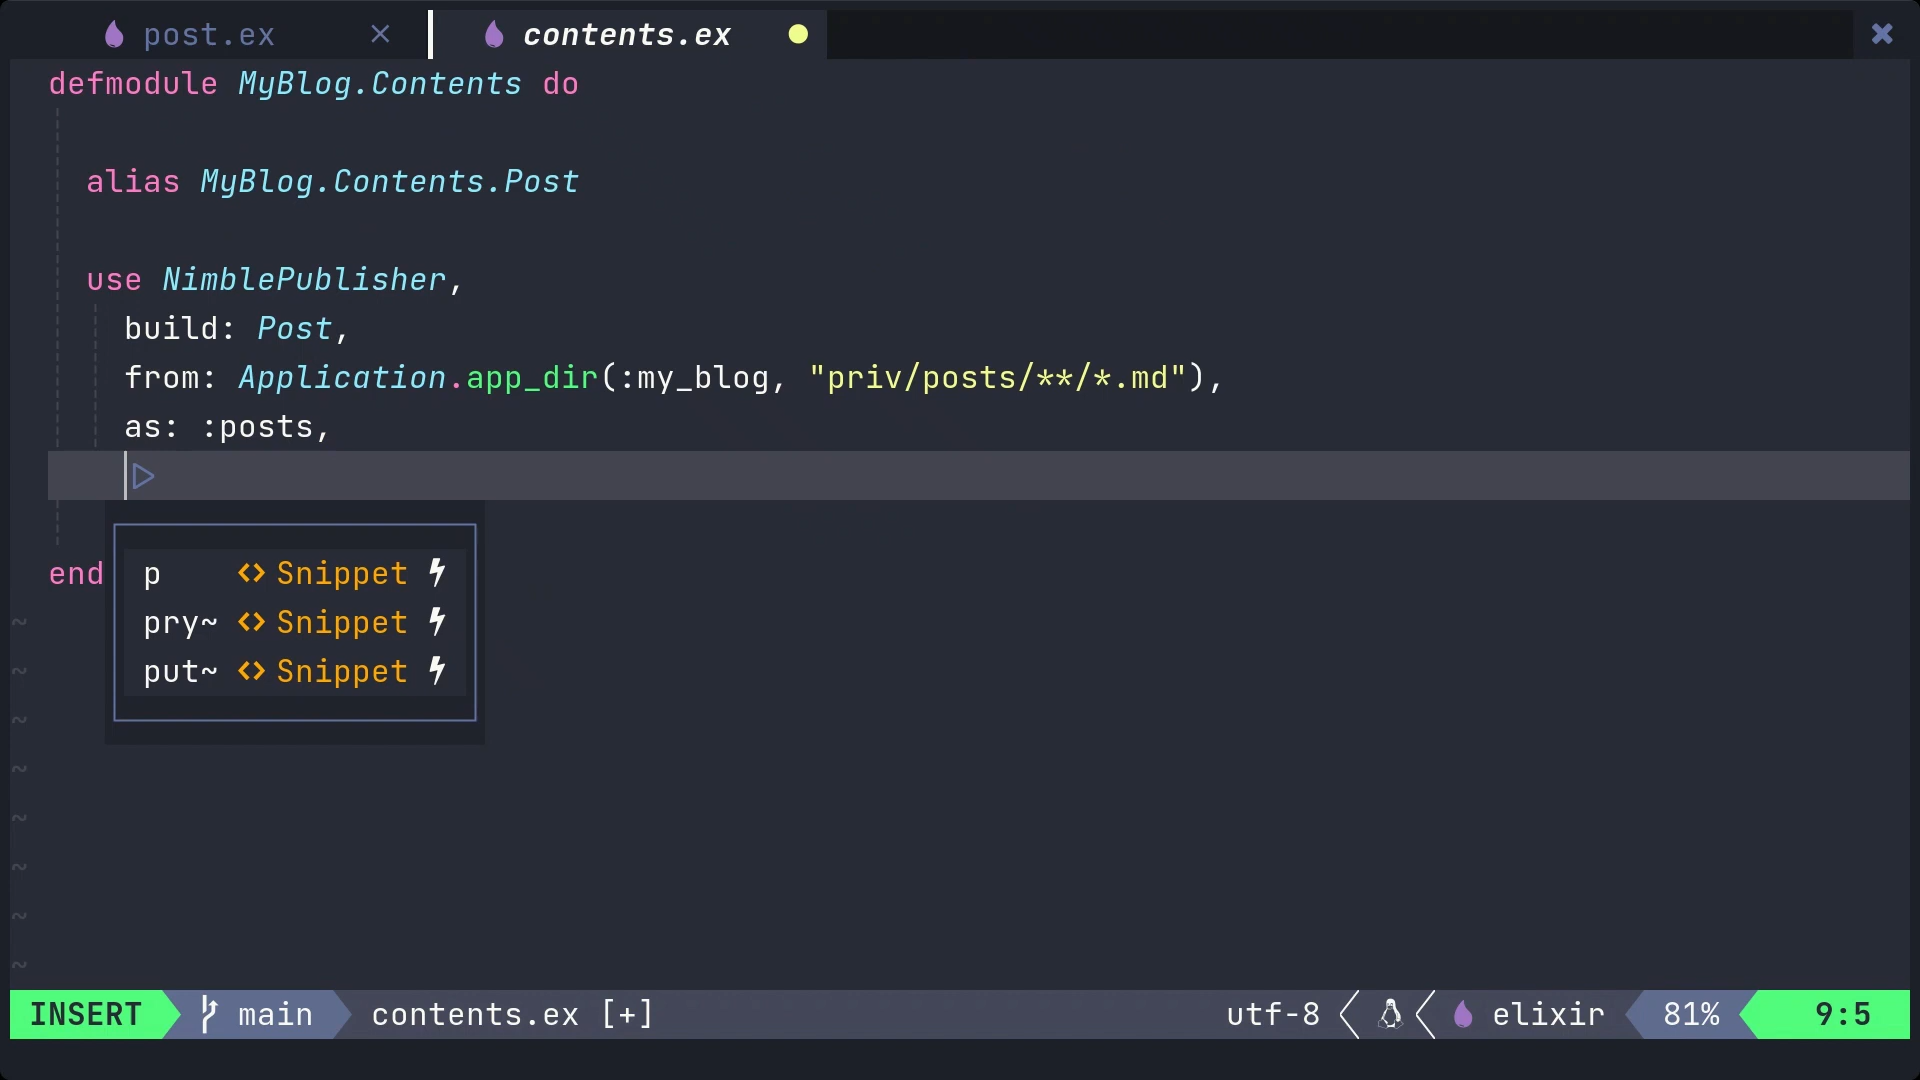 post.ex × contents.ex
defmodule MyBlog.Contents do
alias MyBlog.Contents.Post
use NimblePublisher,
build: Post,
from: Application.app_dir(:my_blog, "priv/posts/**/*.md"),
as: :posts,
end
p <> Snippet
pry~ <> Snippet
put~ <> Snippet
~
~
~
~
~
~
~
~
INSERT main contents.ex [+] utf-8 elixir 81% 9:5